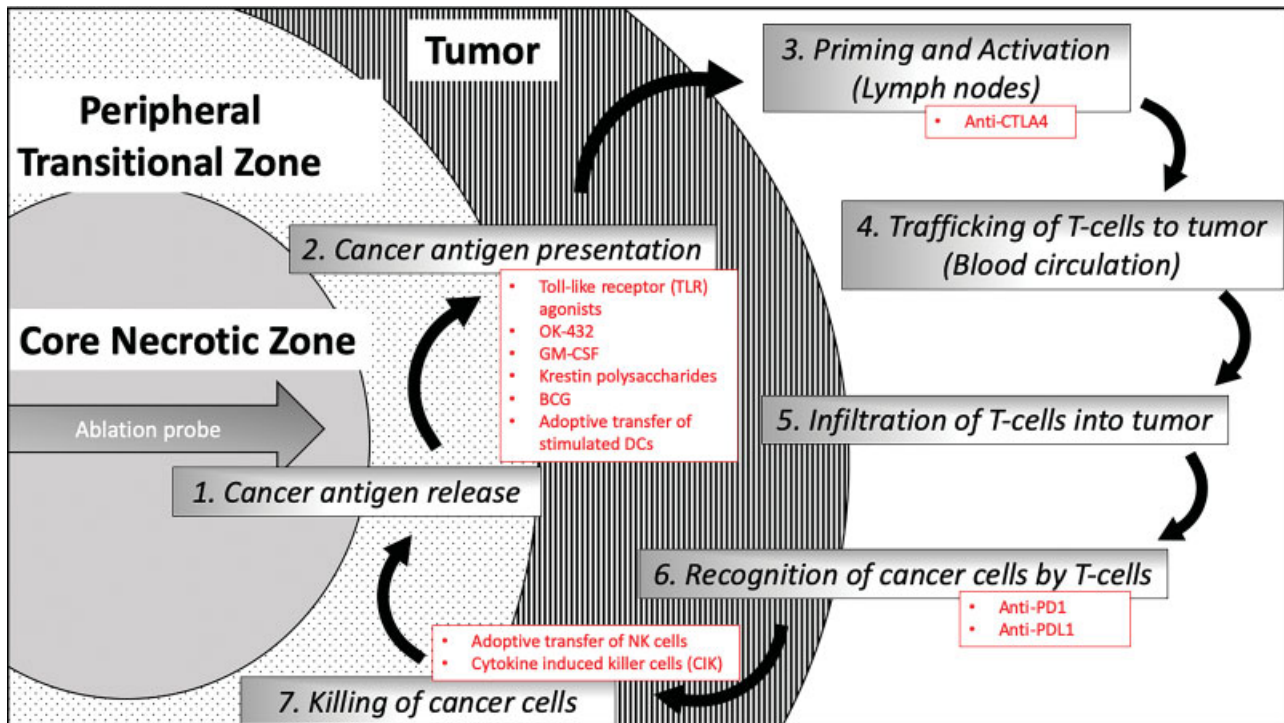 Tumor
Peripheral
Transitional Zone
Core Necrotic Zone
Ablation probe
1. Cancer antigen release
2. Cancer antigen presentation
• Toll-like receptor (TLR)
agonists
• OK-432
• GM-CSF
• Krestin polysaccharides
• BCG
• Adoptive transfer of
stimulated DCs
3. Priming and Activation
(Lymph nodes)
• Anti-CTLA4
4. Trafficking of T-cells to tumor
(Blood circulation)
5. Infiltration of T-cells into tumor
6. Recognition of cancer cells by T-cells
• Anti-PD1
• Anti-PDL1
• Adoptive transfer of NK cells
• Cytokine induced killer cells (CIK)
7. Killing of cancer cells